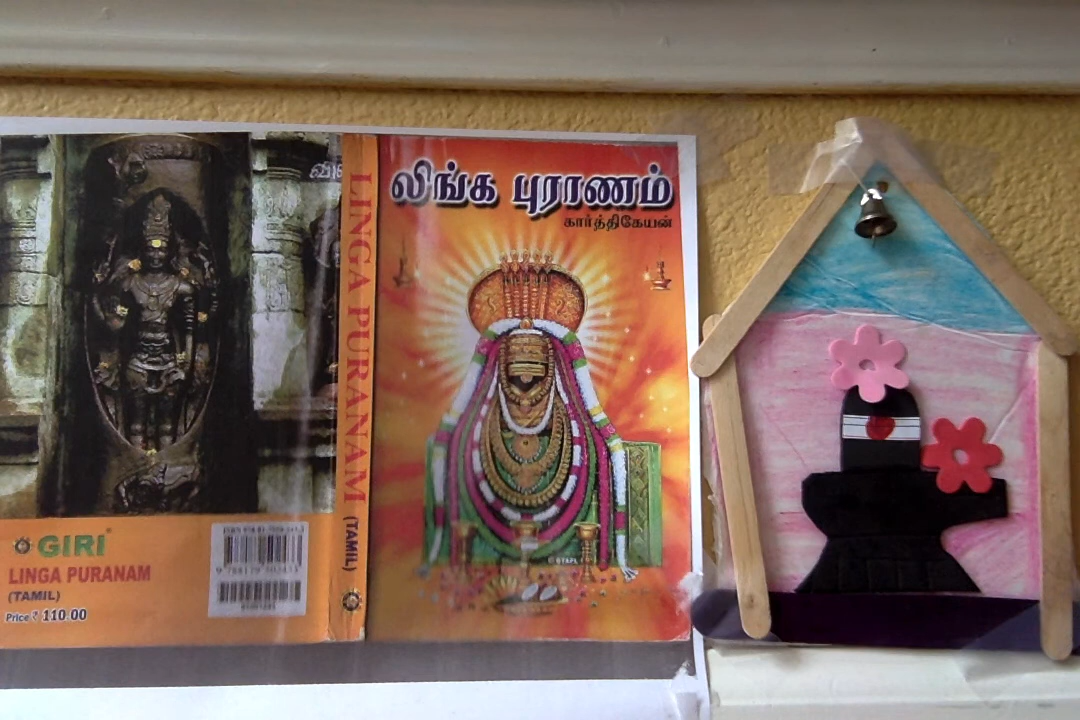 லிங்க புராணம்
கார்த்திகேயன்
LINGA PURANAM (TAMIL)
GIRI
LINGA PURANAM
(TAMIL)
Price ₹ 110.00